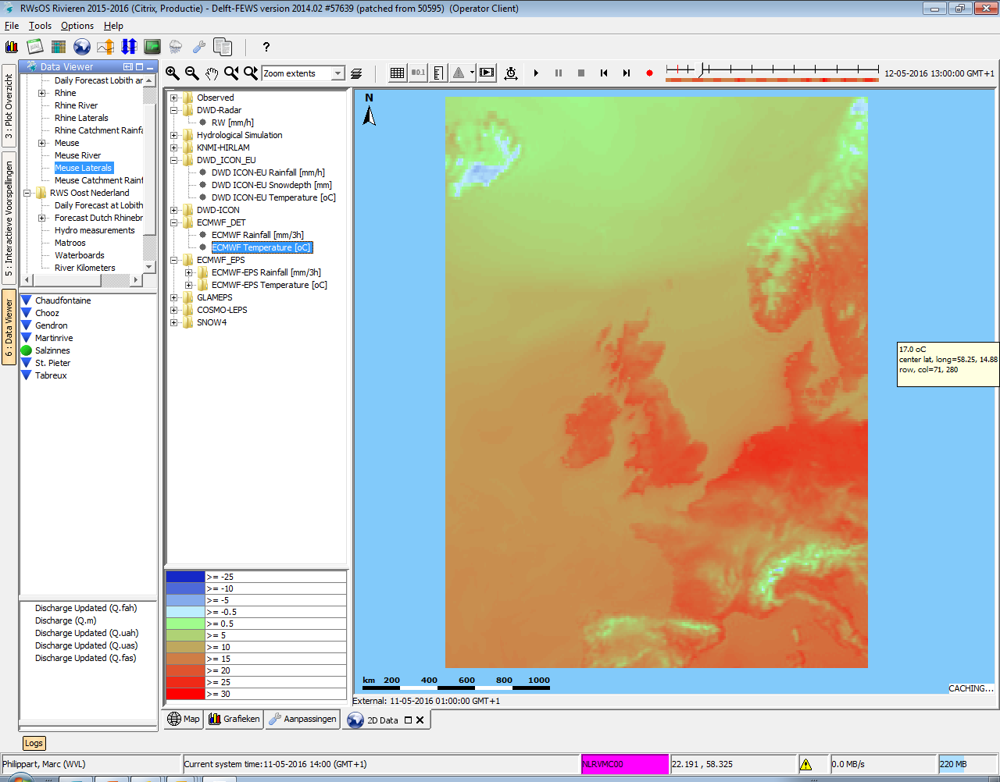 RWsOS Rivieren 2015-2016 (Citrix, Productie) - Delft-FEWS version 2014.02 #57639 (patched from 50595) (Operator Client)
File Tools Options Help
?
Data Viewer
3 : Plot Overzicht
5 : Interactieve Voorspellingen
6 : Data Viewer
Daily Forecast Lobith ar
Rhine
Rhine River
Rhine Laterals
Rhine Catchment Rainfa
Meuse
Meuse River
Meuse Laterals
Meuse Catchment Rainf
RWS Oost Nederland
Daily Forecast at Lobith
Forecast Dutch Rhinebr
Hydro measurements
Matroos
Waterboards
River Kilometers
Chaudfontaine
Chooz
Gendron
Martinrive
Salzinnes
St. Pieter
Tabreux
Discharge Updated (Q.fah)
Discharge (Q.m)
Discharge Updated (Q.uah)
Discharge Updated (Q.uas)
Discharge Updated (Q.fas)
Logs
Zoom extents
0.1
12-05-2016 13:00:00 GMT+1
Observed
DWD-Radar
RW [mm/h]
Hydrological Simulation
KNMI-HIRLAM
DWD_ICON_EU
DWD ICON-EU Rainfall [mm/h]
DWD ICON-EU Snowdepth [mm]
DWD ICON-EU Temperature [oC]
DWD-ICON
ECMWF_DET
ECMWF Rainfall [mm/3h]
ECMWF Temperature [oC]
ECMWF_EPS
ECMWF-EPS Rainfall [mm/3h]
ECMWF-EPS Temperature [oC]
GLAMEPS
COSMO-LEPS
SNOW4
>= -25
>= -10
>= -5
>= -0.5
>= 0.5
>= 5
>= 10
>= 15
>= 20
>= 25
>= 30
N
17.0 oC
center lat, long=58.25, 14.88
row, col=71, 280
km 200 400 600 800 1000
CACHING...
External: 11-05-2016 01:00:00 GMT+1
Map Grafieken Aanpassingen 2D Data
Philippart, Marc (WVL) Current system time:11-05-2016 14:00 (GMT+1) NLRVMC00 22.191 , 58.325 0.0 MB/s 220 MB